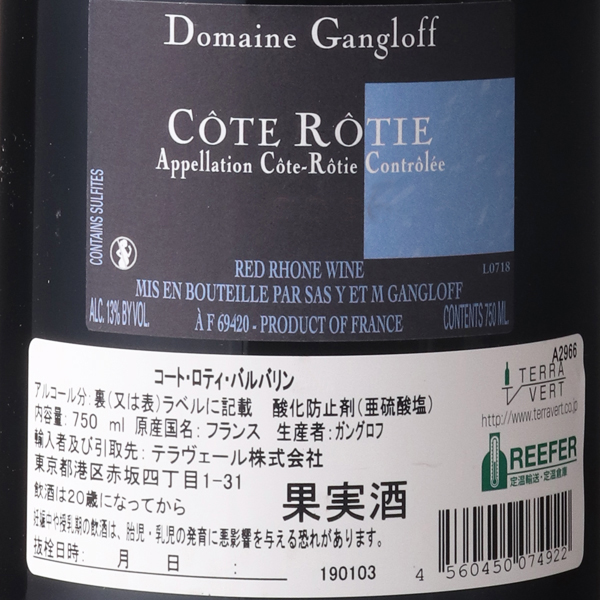 Domaine Gangloff
CÔTE RÔTIE
Appellation Côte-Rôtie Contrôlée
CONTAINS SULFITES
RED RHONE WINE
L0718
MIS EN BOUTEILLE PAR SAS Y ET M GANGLOFF
ALC. 13% BY VOL.
À F 69420 - PRODUCT OF FRANCE
CONTENTS 750 ML
A2966
コート・ロティ・バルバリン
アルコール分:裏(又は表)ラベルに記載 酸化防止剤(亜硫酸塩)
内容量:750 ml 原産国名:フランス 生産者:ガングロフ
輸入者及び引取先:テラヴェール株式会社
東京都港区赤坂四丁目1-31
飲酒は20歳になってから
果実酒
妊娠中や授乳期の飲酒は、胎児・乳児の発育に悪影響を与える恐れがあります。
抜栓日時: 月 日 :
190103
TERRA
VERT
http://www.terravert.co.jp
REEFER
定温輸送・定温倉庫
4 560450 074922